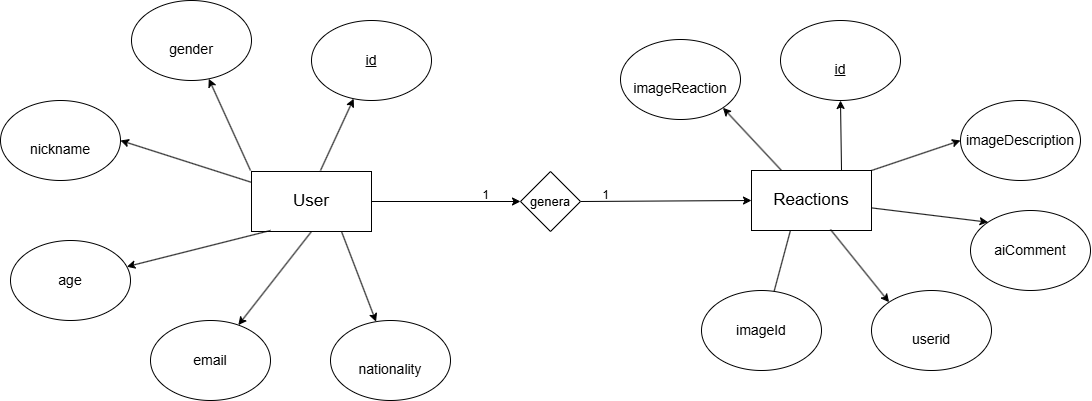 gender
id
nickname
User
age
email
nationality
1
genera
1
imageReaction
id
imageDescription
Reactions
aiComment
imageId
userid